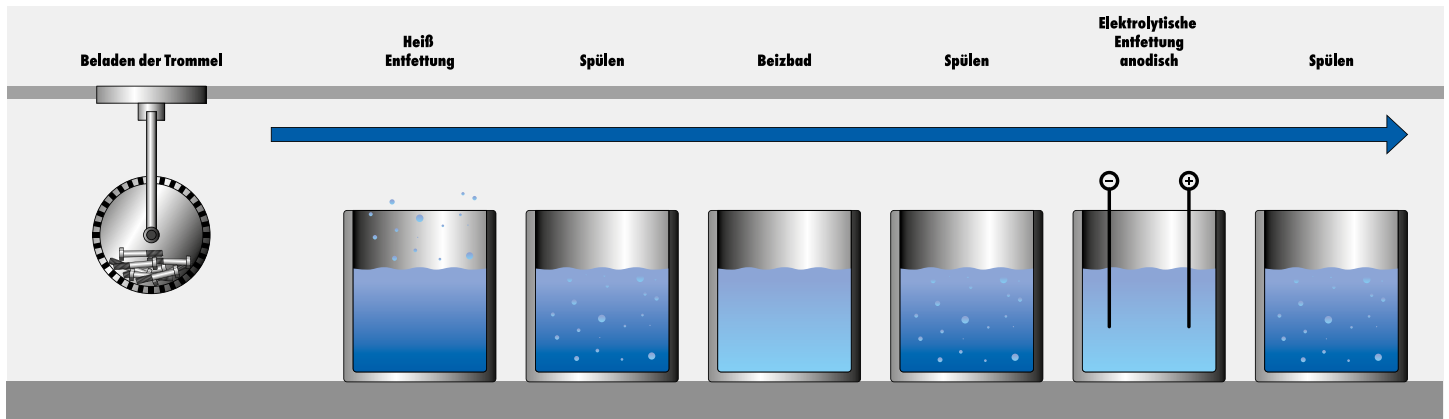 Beladen der Trommel
Heiß
Entfettung
Spülen
Beizbad
Spülen
Elektrolytische
Entfettung
anodisch
Spülen
−
+